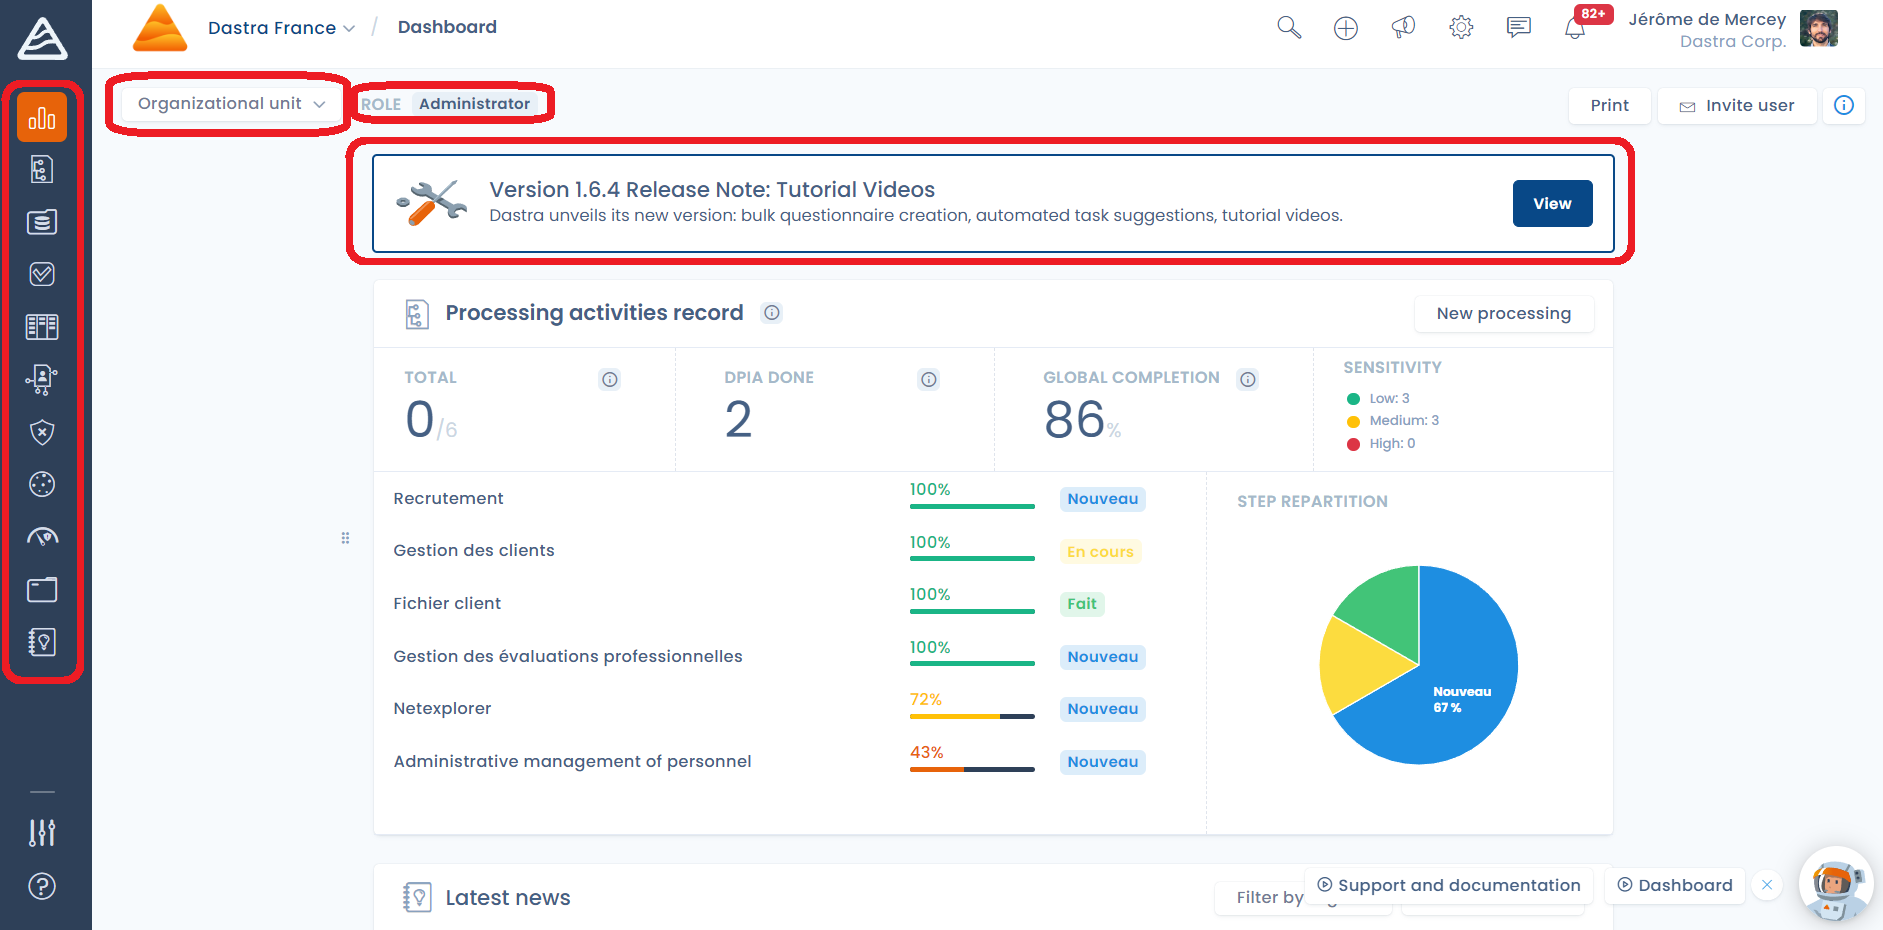 Dastra France / Dashboard
82+
Jérôme de Mercey
Dastra Corp.
Organizational unit
ROLE Administrator
Print
Invite user
Version 1.6.4 Release Note: Tutorial Videos
Dastra unveils its new version: bulk questionnaire creation, automated task suggestions, tutorial videos.
View
Processing activities record
New processing
TOTAL
0/6
DPIA DONE
2
GLOBAL COMPLETION
86%
SENSITIVITY
Low: 3
Medium: 3
High: 0
Recrutement 100% Nouveau
Gestion des clients 100% En cours
Fichier client 100% Fait
Gestion des évaluations professionnelles 100% Nouveau
Netexplorer 72% Nouveau
Administrative management of personnel 43% Nouveau
STEP REPARTITION
Nouveau
67 %
Latest news
Filter by
Support and documentation
Dashboard